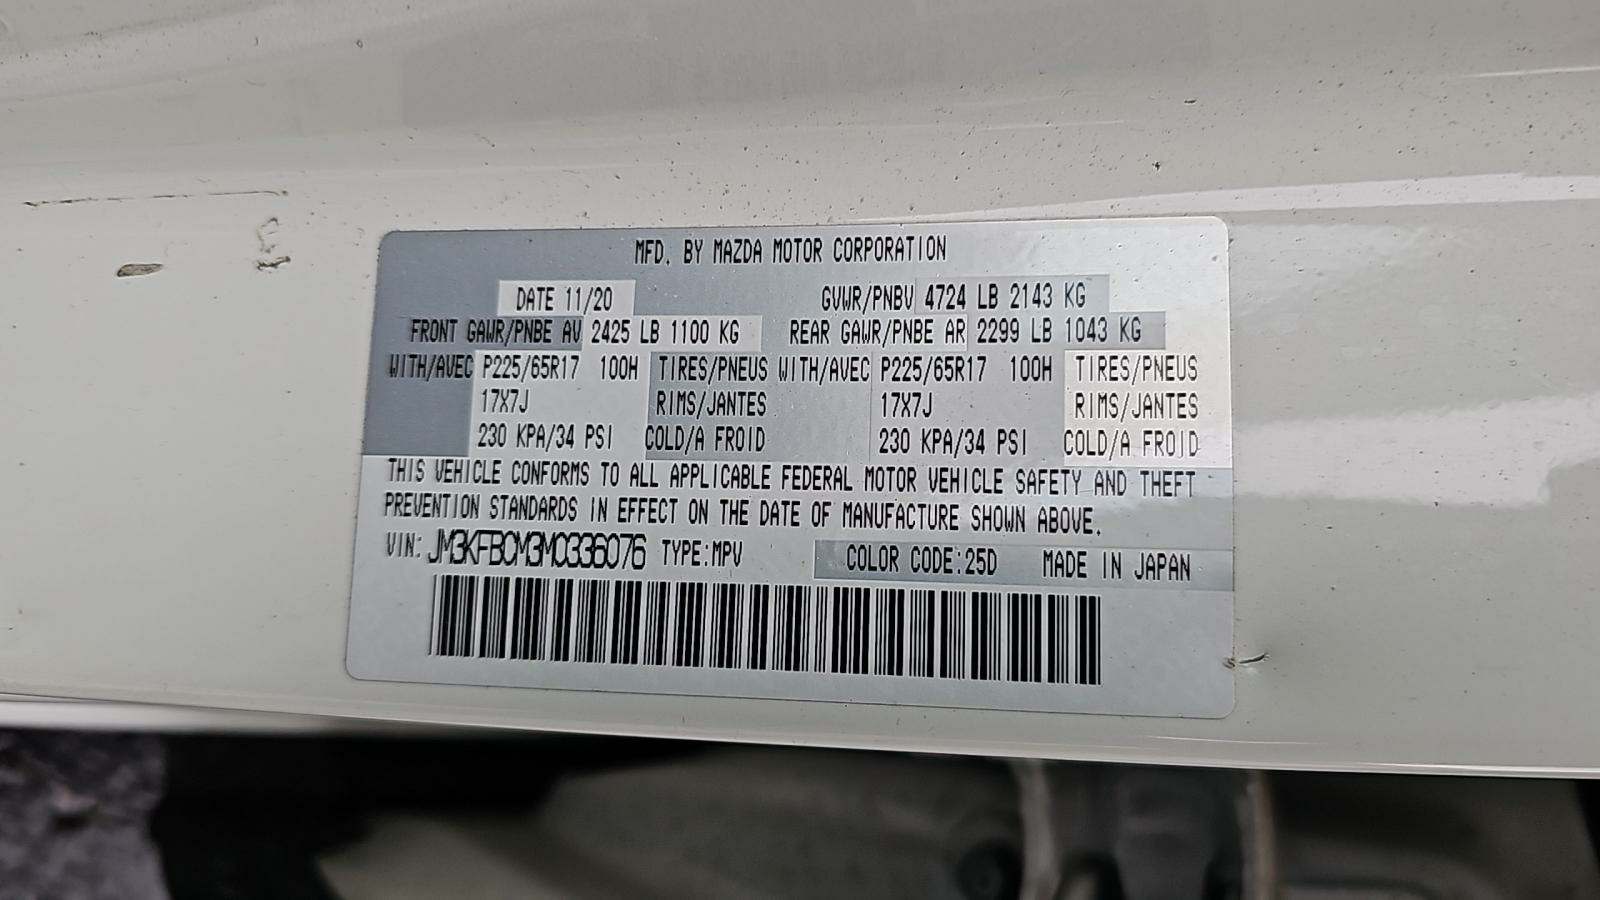 MFD. BY MAZDA MOTOR CORPORATION
DATE 11/20 GVWR/PNBV 4724 LB 2143 KG
FRONT GAWR/PNBE AV 2425 LB 1100 KG REAR GAWR/PNBE AR 2299 LB 1043 KG
WITH/AVEC P225/65R17 100H TIRES/PNEUS WITH/AVEC P225/65R17 100H TIRES/PNEUS
17X7J RIMS/JANTES 17X7J RIMS/JANTES
230 KPA/34 PSI COLD/A FROID 230 KPA/34 PSI COLD/A FROID
THIS VEHICLE CONFORMS TO ALL APPLICABLE FEDERAL MOTOR VEHICLE SAFETY AND THEFT
PREVENTION STANDARDS IN EFFECT ON THE DATE OF MANUFACTURE SHOWN ABOVE.
VIN: JM3KFBCM3M0336076 TYPE:MPV COLOR CODE:25D MADE IN JAPAN